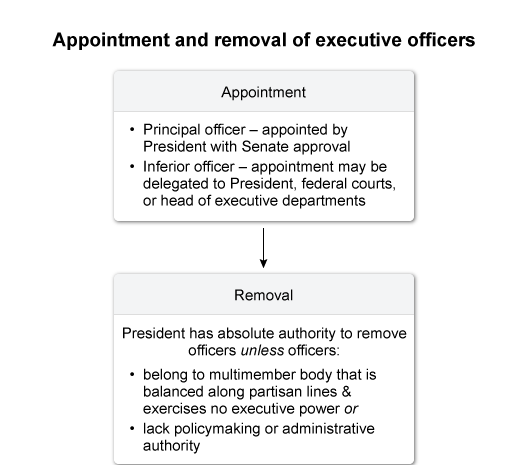 Appointment and removal of executive officers
Appointment
• Principal officer – appointed by
President with Senate approval
• Inferior officer – appointment may be
delegated to President, federal courts,
or head of executive departments
Removal
President has absolute authority to remove
officers unless officers:
• belong to multimember body that is
balanced along partisan lines &
exercises no executive power or
• lack policymaking or administrative
authority